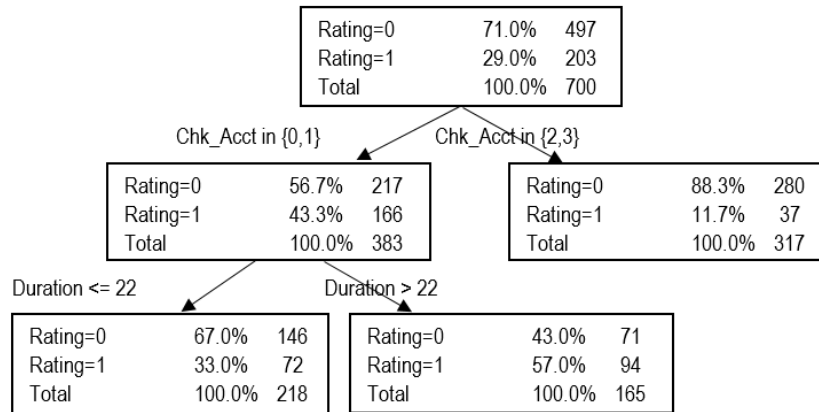 Rating=0 71.0% 497
Rating=1 29.0% 203
Total 100.0% 700
Chk_Acct in {0,1} Chk_Acct in {2,3}
Rating=0 56.7% 217
Rating=1 43.3% 166
Total 100.0% 383
Rating=0 88.3% 280
Rating=1 11.7% 37
Total 100.0% 317
Duration <= 22 Duration > 22
Rating=0 67.0% 146
Rating=1 33.0% 72
Total 100.0% 218
Rating=0 43.0% 71
Rating=1 57.0% 94
Total 100.0% 165